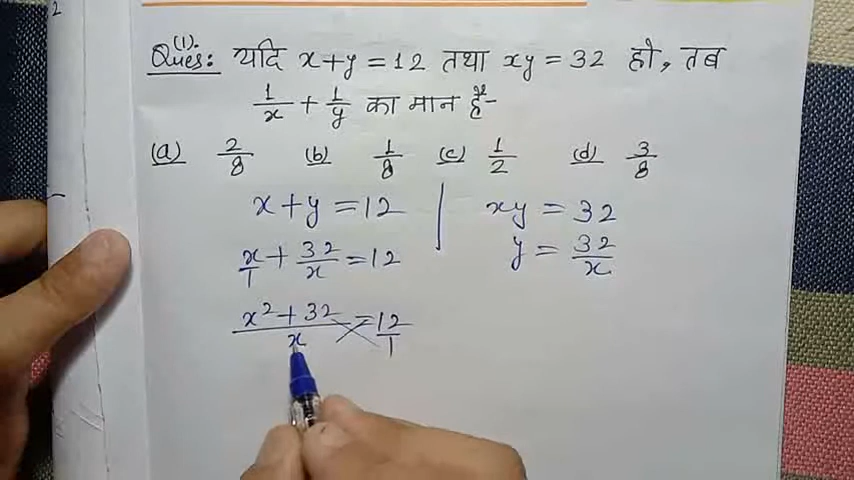 (1).
Ques: यदि x+y=12 तथा xy=32 हो, तब
1/x + 1/y का मान है-
(a) 2/8 (b) 1/8 (c) 1/2 (d) 3/8
x+y=12 | xy=32
x/1 + 32/x = 12 y = 32/x
x²+32/x = 12/1